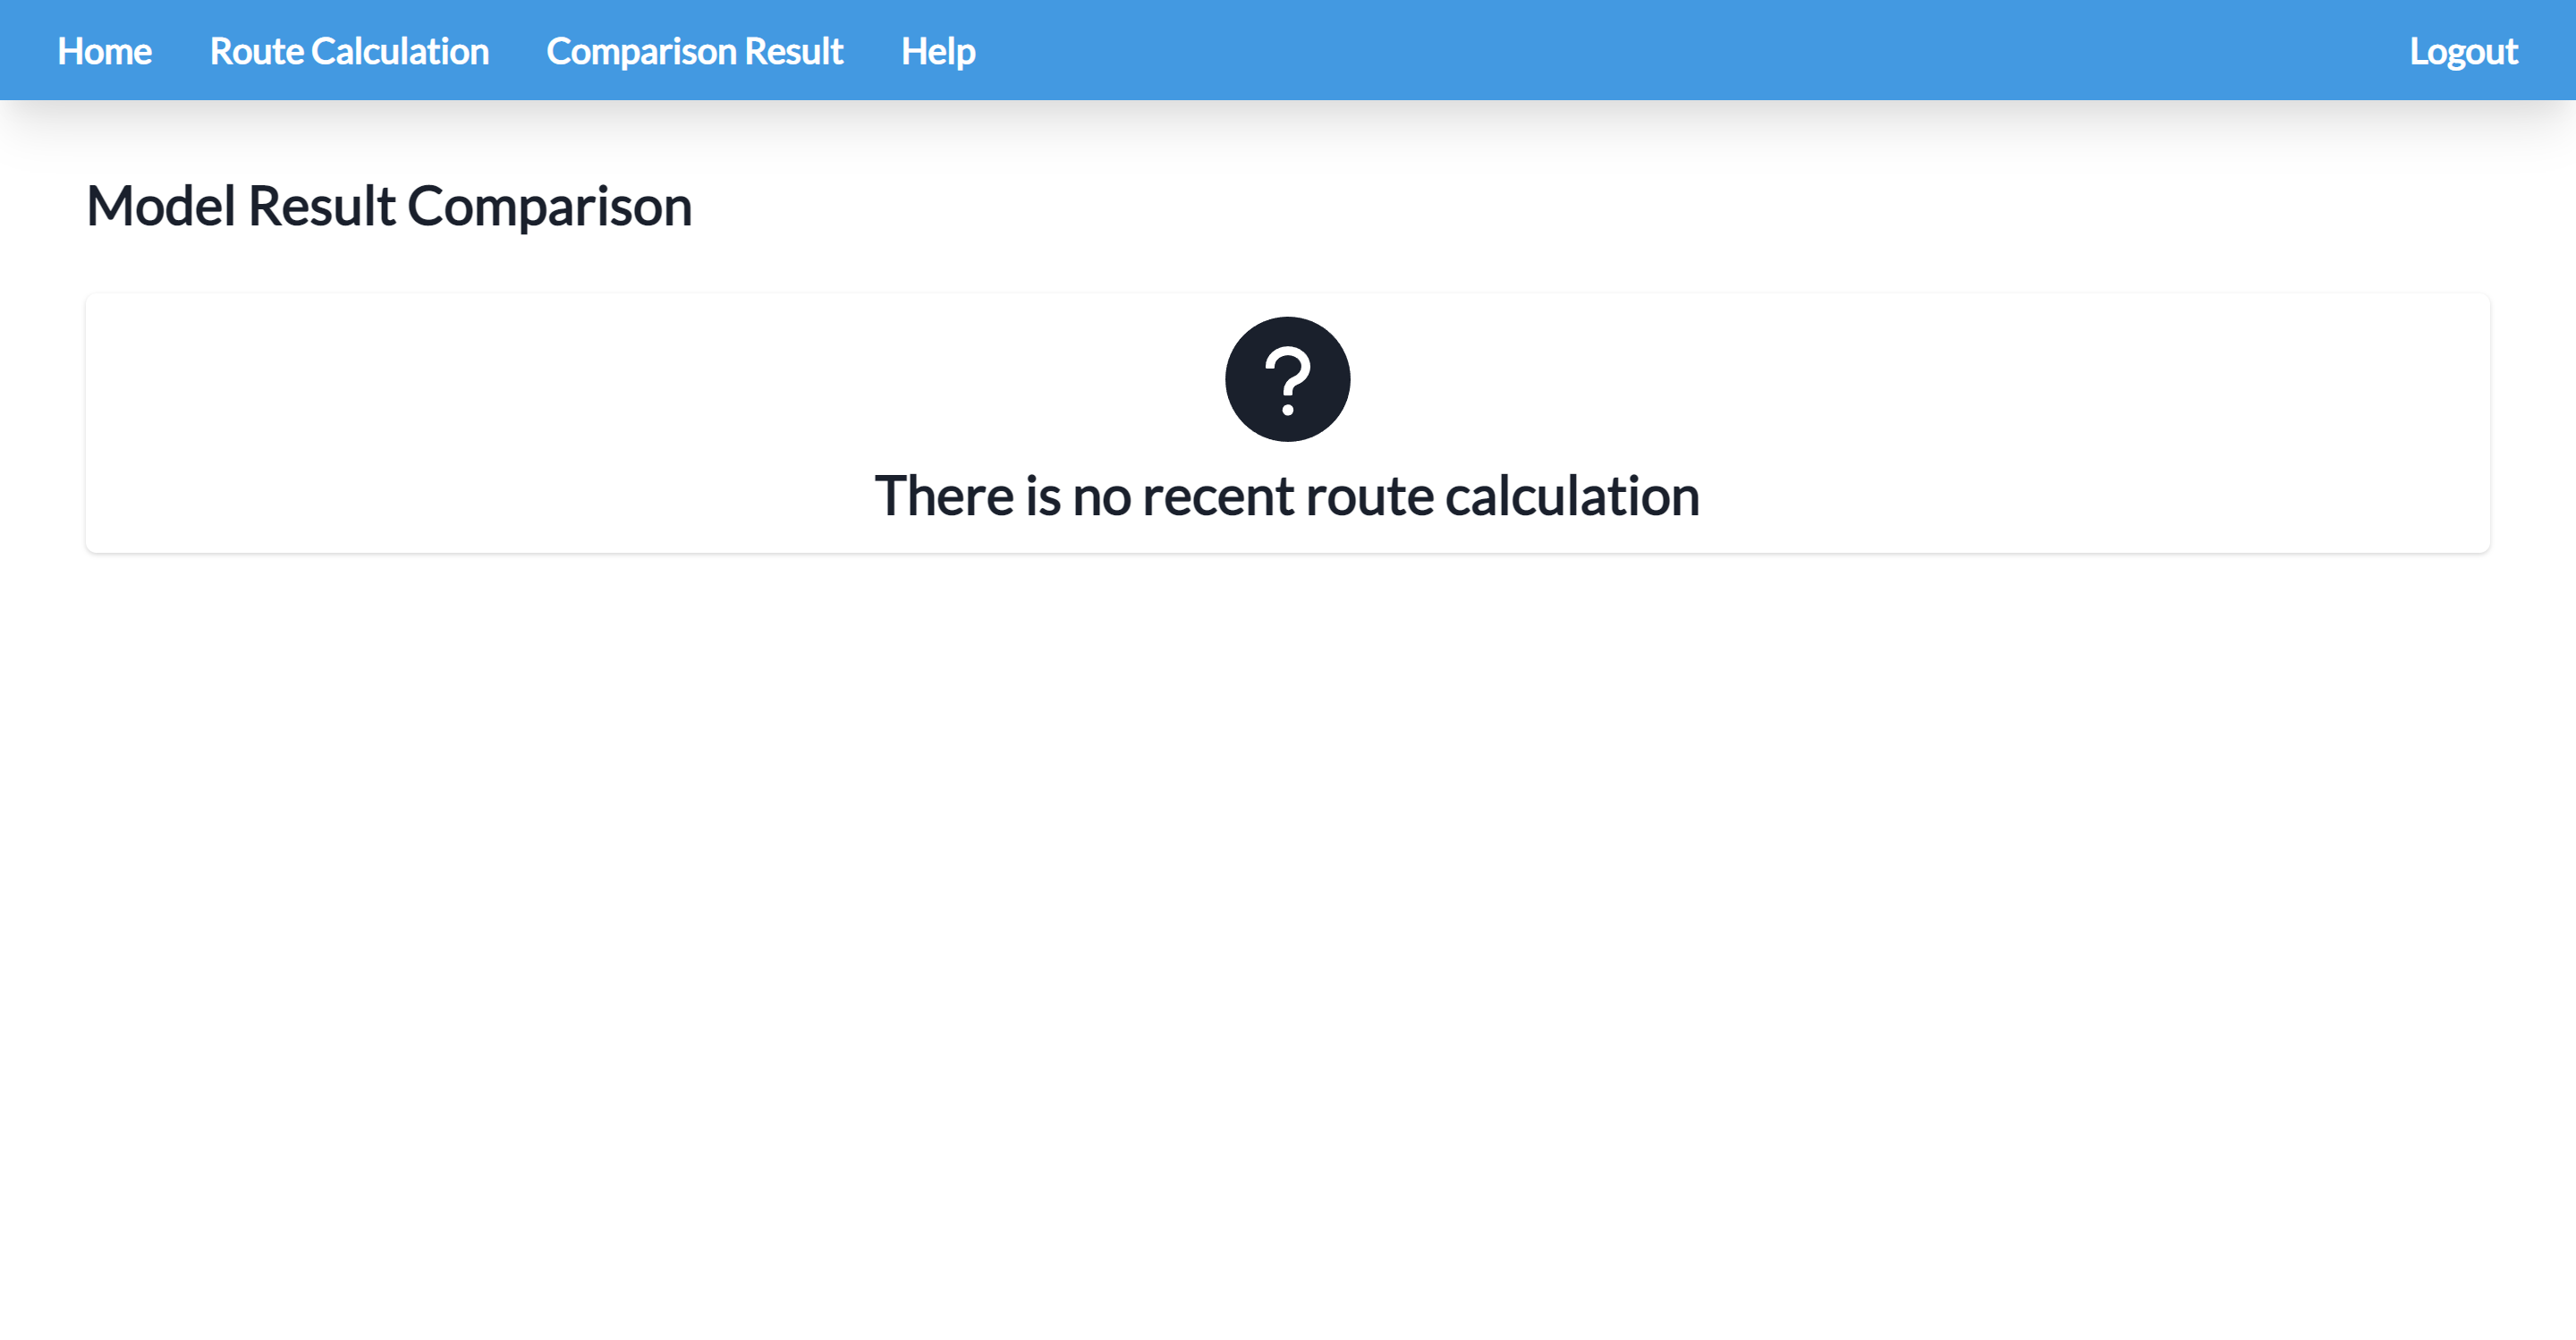 Home Route Calculation Comparison Result Help Logout
Model Result Comparison
?
There is no recent route calculation